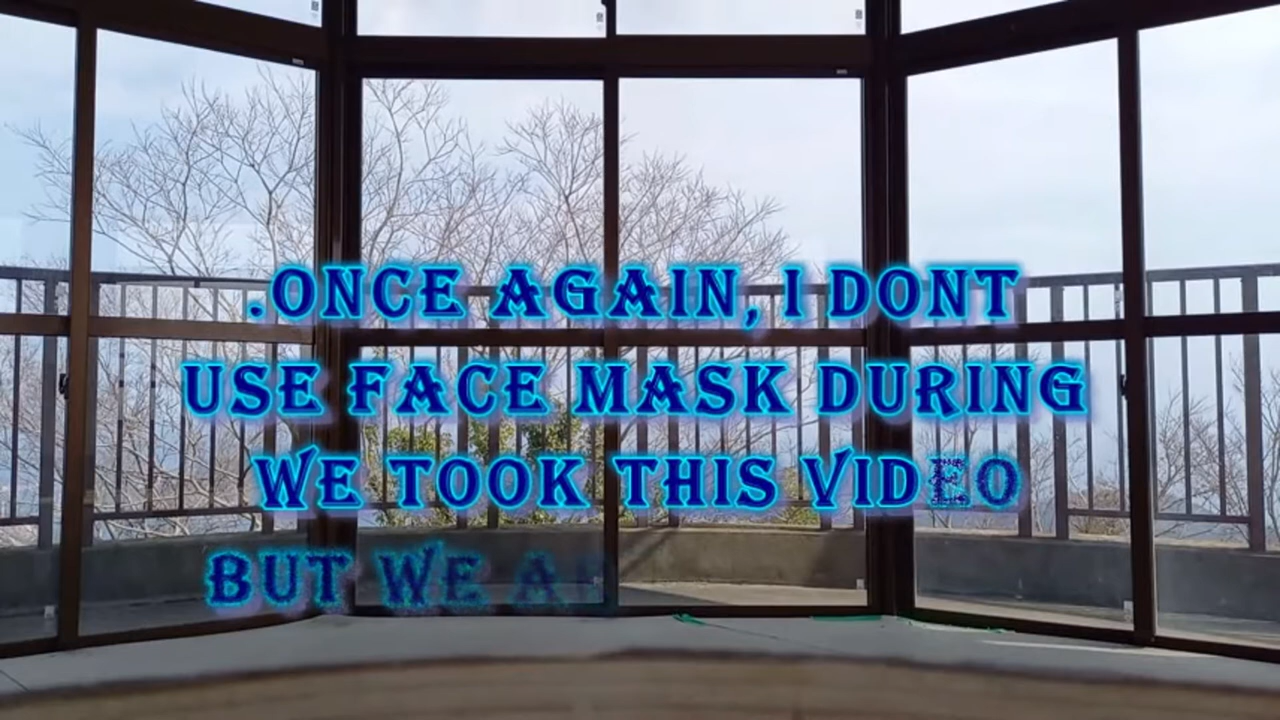 .ONCE AGAIN, I DONT
USE FACE MASK DURING
WE TOOK THIS VIDEO
BUT WE